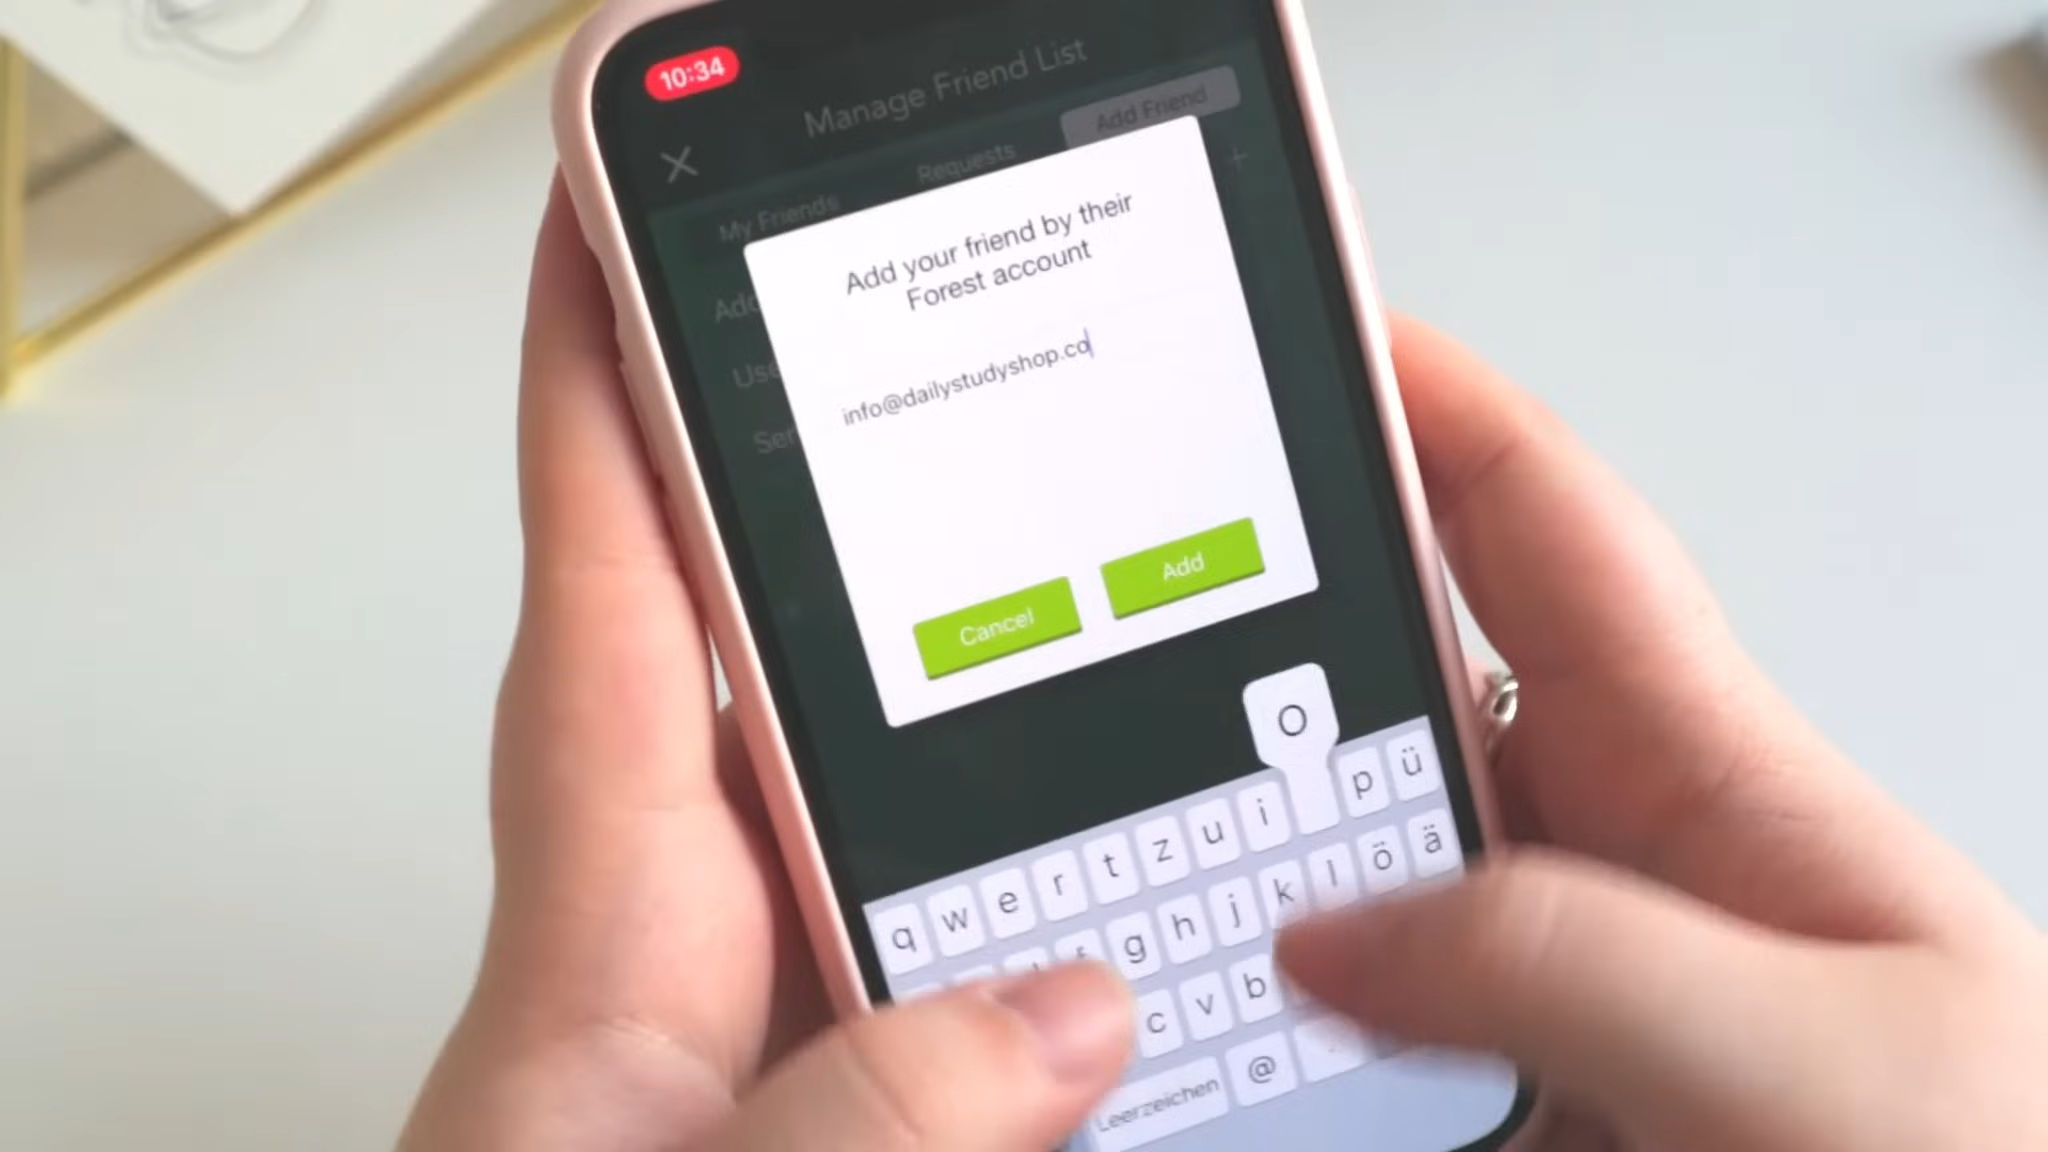 10:34
Manage Friend List
My Friends
Requests
Add Friend
Add your friend by their
Forest account
info@dailystudyshop.co
Cancel
Add
O
q w e r t z u i p ü
g h j k l ö ä
c v b
Leerzeichen @